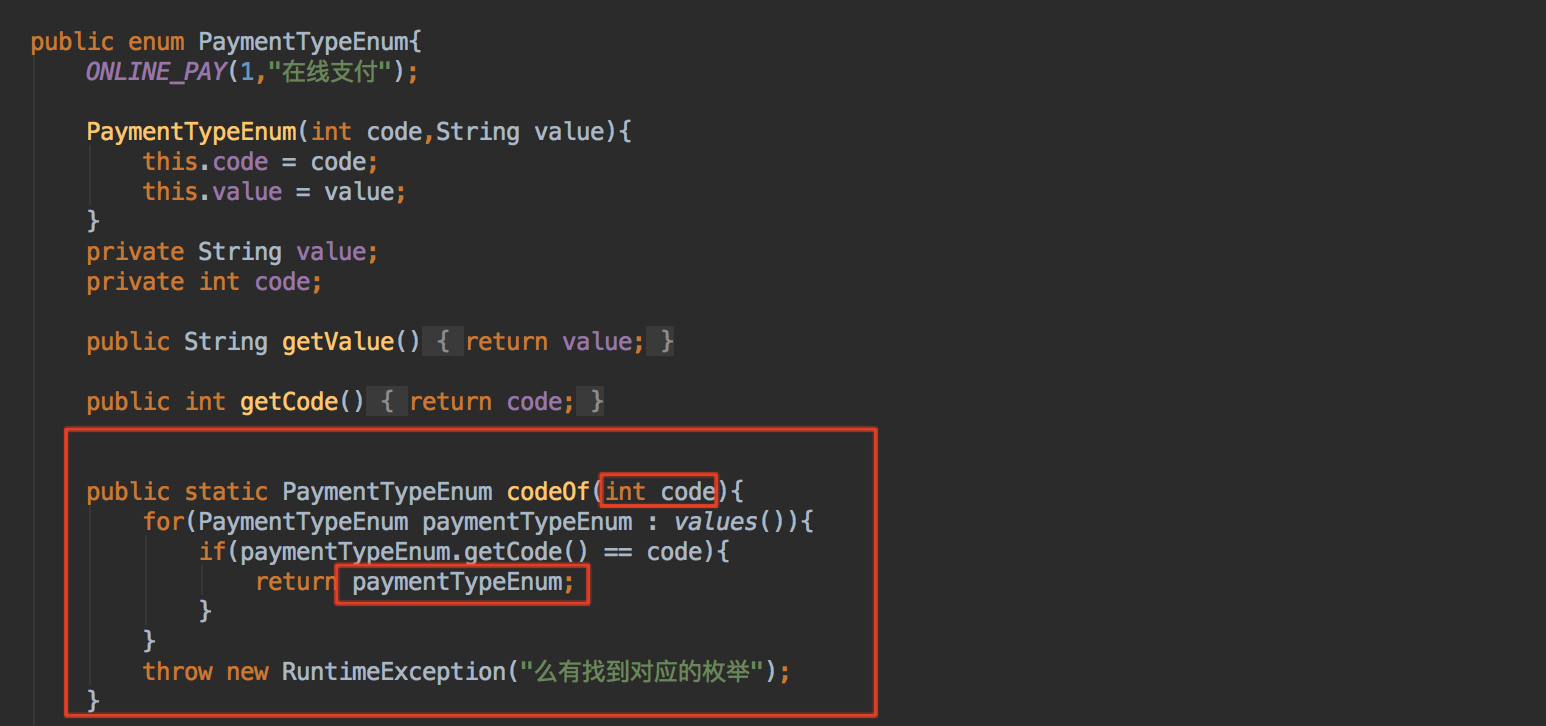 public enum PaymentTypeEnum{
ONLINE_PAY(1,"在线支付");
PaymentTypeEnum(int code,String value){
this.code = code;
this.value = value;
}
private String value;
private int code;
public String getValue() { return value; }
public int getCode() { return code; }
public static PaymentTypeEnum codeOf(int code){
for(PaymentTypeEnum paymentTypeEnum : values()){
if(paymentTypeEnum.getCode() == code){
return paymentTypeEnum;
}
}
throw new RuntimeException("么有找到对应的枚举");
}